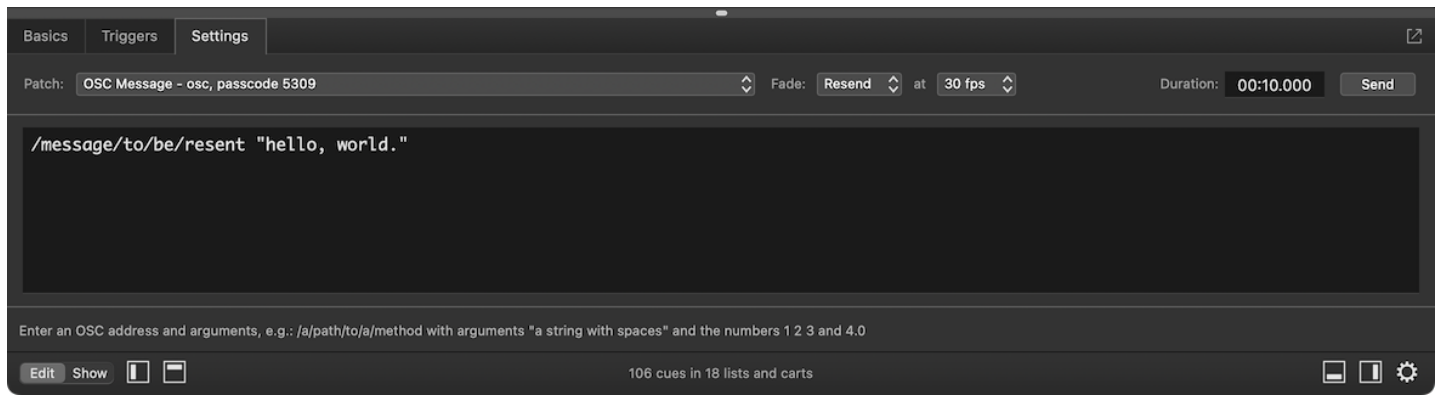 Basics Triggers Settings
Patch: OSC Message - osc, passcode 5309 Fade: Resend at 30 fps Duration: 00:10.000 Send
/message/to/be/resent "hello, world."
Enter an OSC address and arguments, e.g.: /a/path/to/a/method with arguments "a string with spaces" and the numbers 1 2 3 and 4.0
Edit Show 106 cues in 18 lists and carts